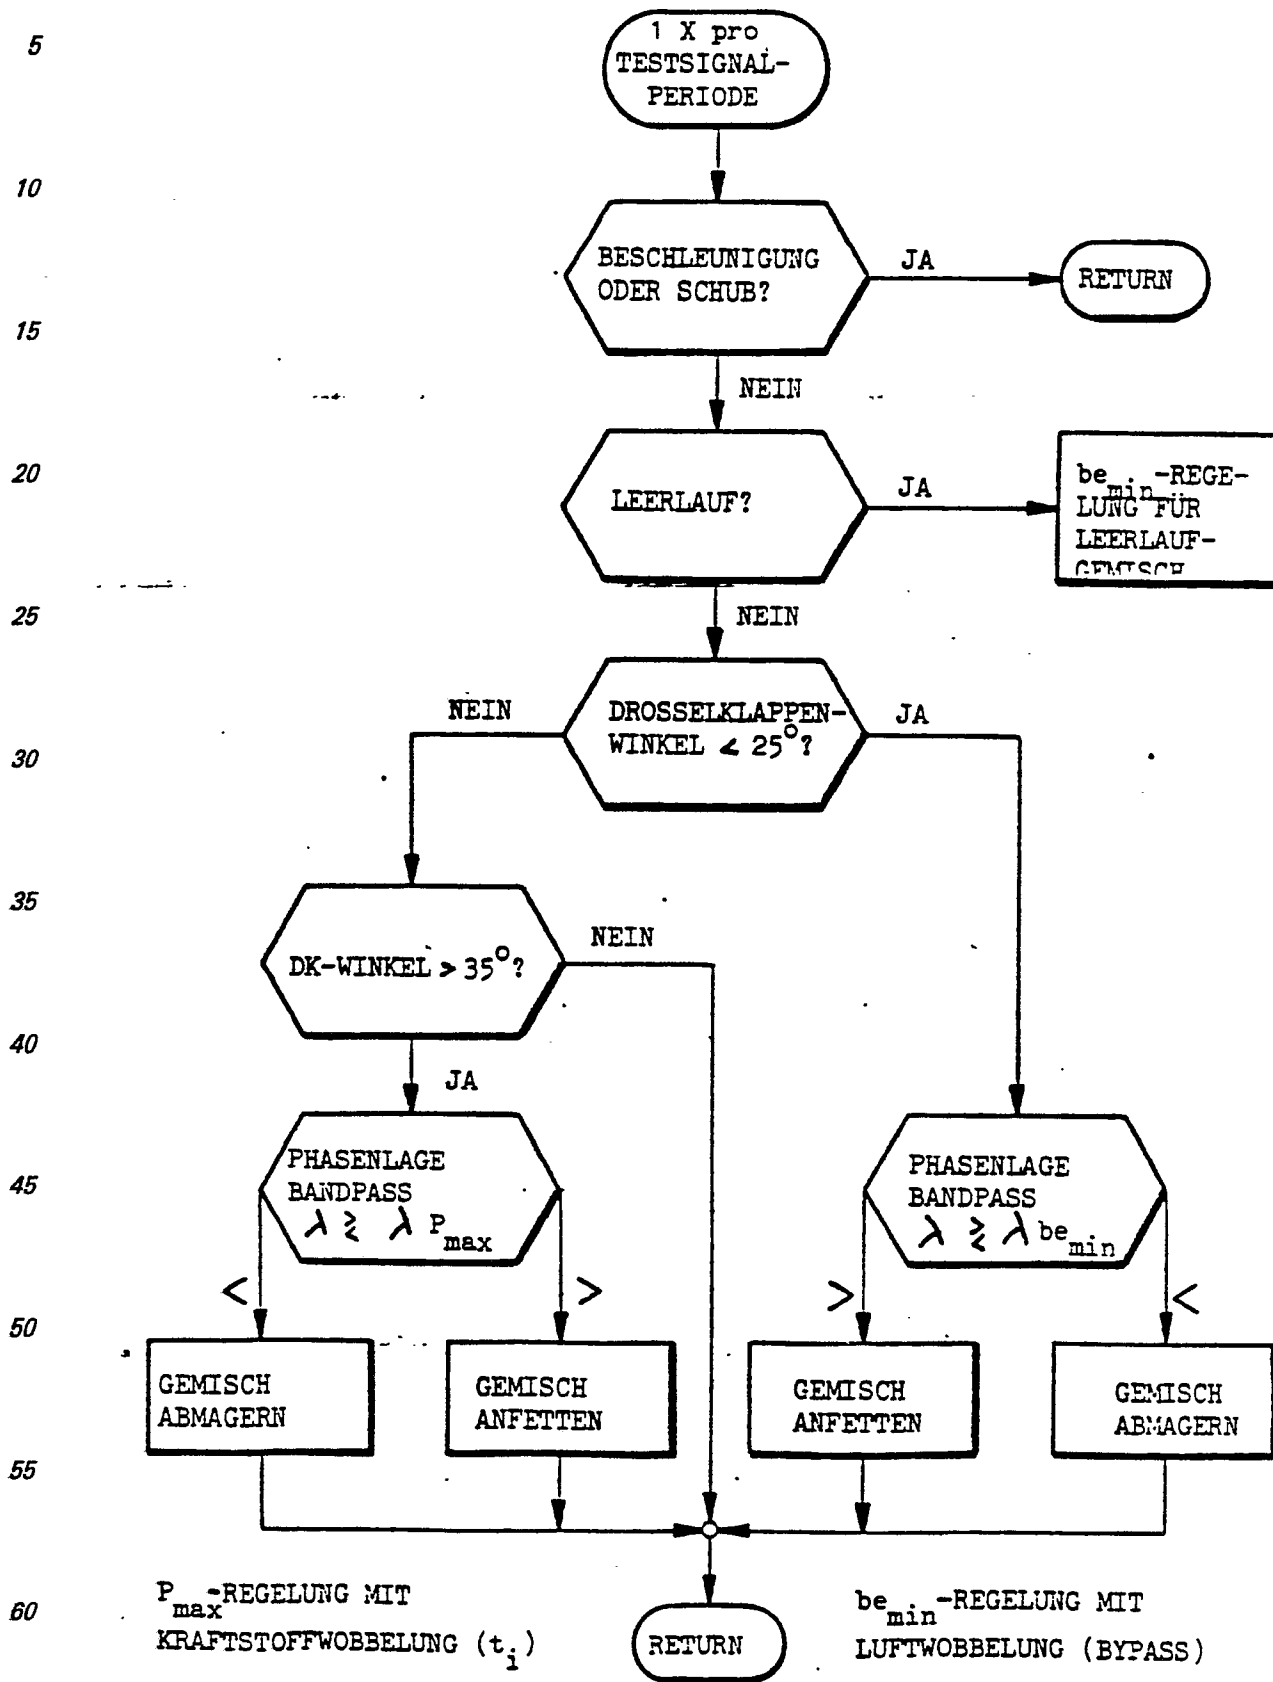 5
1 X pro
TESTSIGNAL-
PERIODE
10
BESCHLEUNIGUNG
ODER SCHUB?
JA
RETURN
15
NEIN
20
LEERLAUF?
JA
be_min-REGE-
LUNG FÜR
LEERLAUF-
GEMISCH
25
NEIN
NEIN
DROSSELKLAPPEN-
WINKEL < 25°?
JA
30
35
NEIN
DK-WINKEL > 35°?
40
JA
PHASENLAGE
BANDPASS
λ ≷ λ P_max
45
PHASENLAGE
BANDPASS
λ ≷ λ be_min
<
>
>
<
50
GEMISCH
ABMAGERN
GEMISCH
ANFETTEN
GEMISCH
ANFETTEN
GEMISCH
ABMAGERN
55
60
P_max-REGELUNG MIT
KRAFTSTOFFWOBBELUNG (t_i)
RETURN
be_min-REGELUNG MIT
LUFTWOBBELUNG (BYPASS)